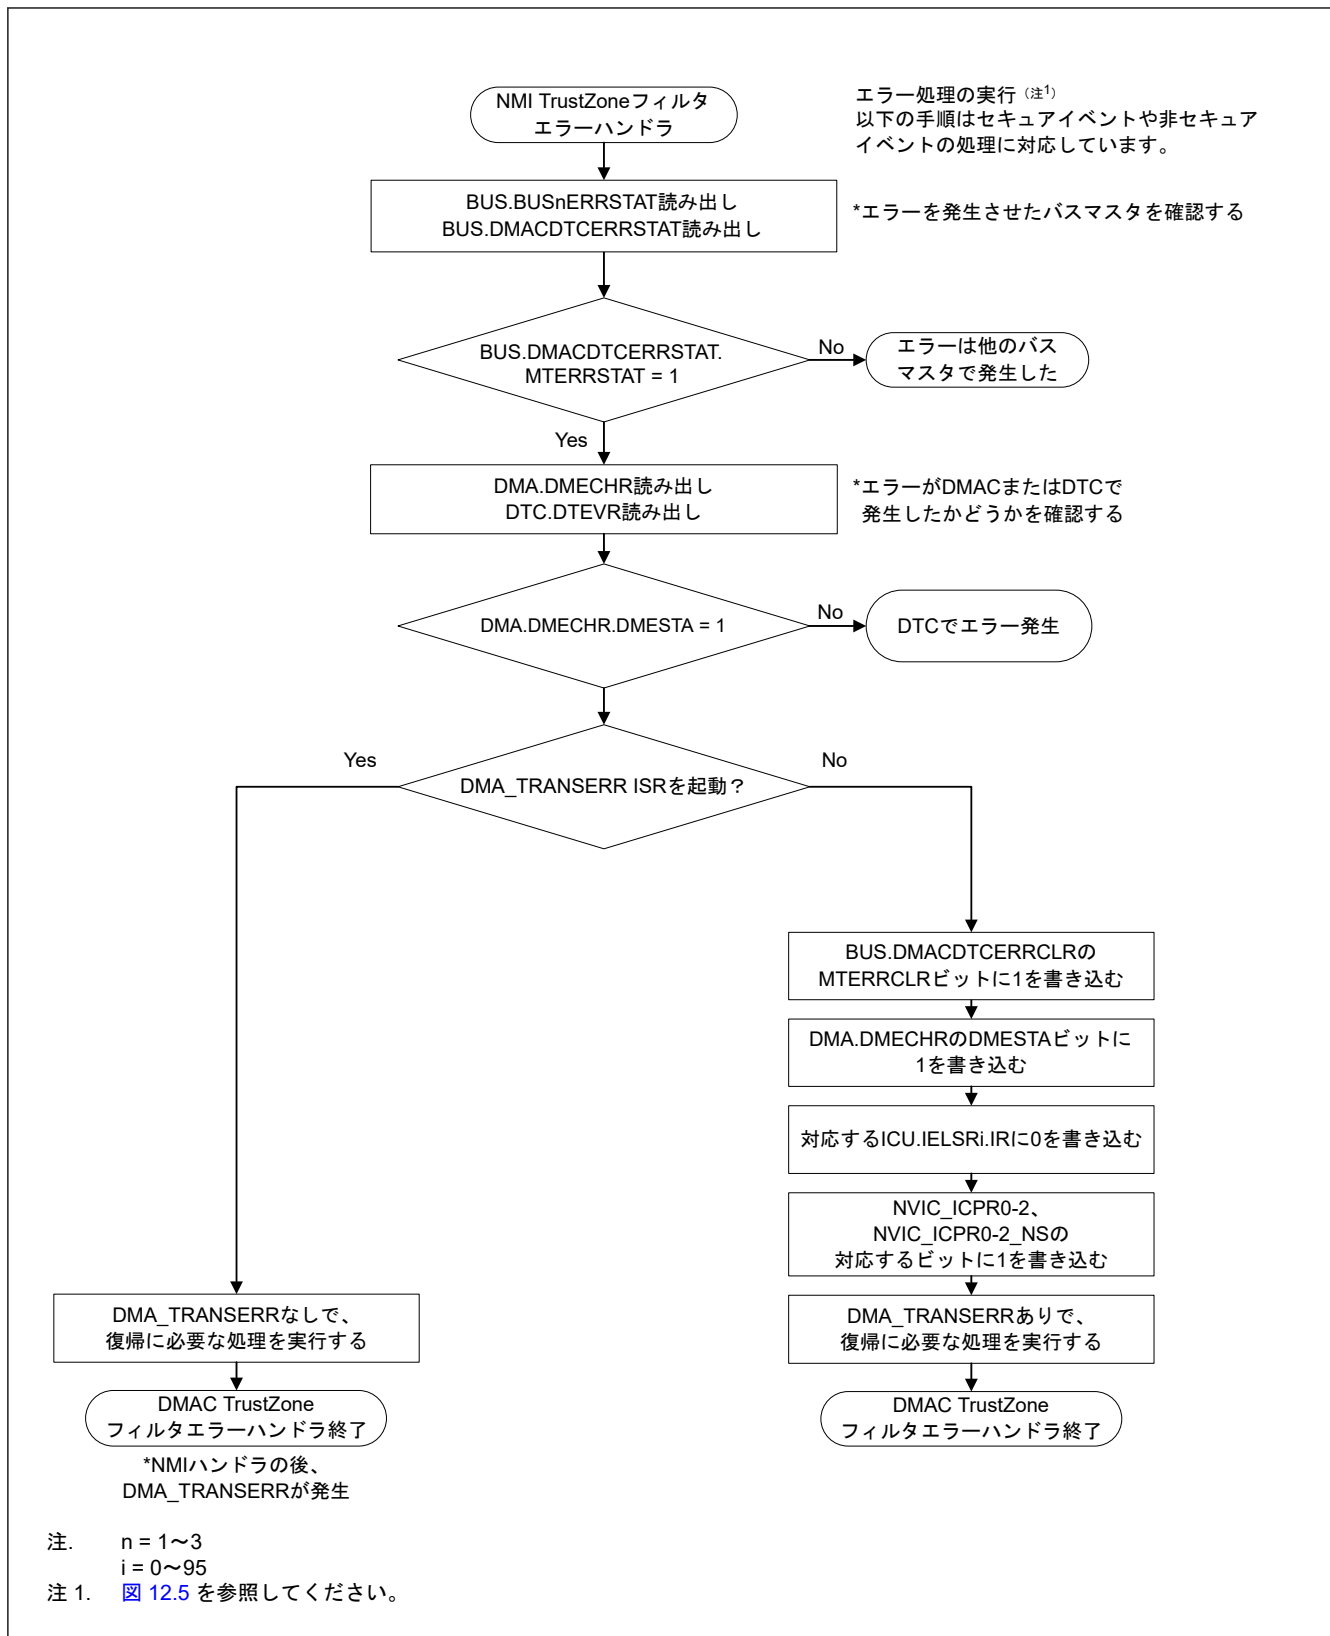 NMI TrustZoneフィルタ
エラーハンドラ
エラー処理の実行（注1）
以下の手順はセキュアイベントや非セキュア
イベントの処理に対応しています。
BUS.BUSnERRSTAT読み出し
BUS.DMACDTCERRSTAT読み出し
*エラーを発生させたバスマスタを確認する
BUS.DMACDTCERRSTAT.
MTERRSTAT = 1
No
エラーは他のバス
マスタで発生した
Yes
DMA.DMECHR読み出し
DTC.DTEVR読み出し
*エラーがDMACまたはDTCで
発生したかどうかを確認する
DMA.DMECHR.DMESTA = 1
No
DTCでエラー発生
Yes
DMA_TRANSERR ISRを起動？
No
BUS.DMACDTCERRCLRの
MTERRCLRビットに1を書き込む
DMA.DMECHRのDMESTAビットに
1を書き込む
対応するICU.IELSRi.IRに0を書き込む
NVIC_ICPR0-2、
NVIC_ICPR0-2_NSの
対応するビットに1を書き込む
DMA_TRANSERRなしで、
復帰に必要な処理を実行する
DMA_TRANSERRありで、
復帰に必要な処理を実行する
DMAC TrustZone
フィルタエラーハンドラ終了
DMAC TrustZone
フィルタエラーハンドラ終了
*NMIハンドラの後、
DMA_TRANSERRが発生
注. n = 1～3
i = 0～95
注 1. 図 12.5 を参照してください。